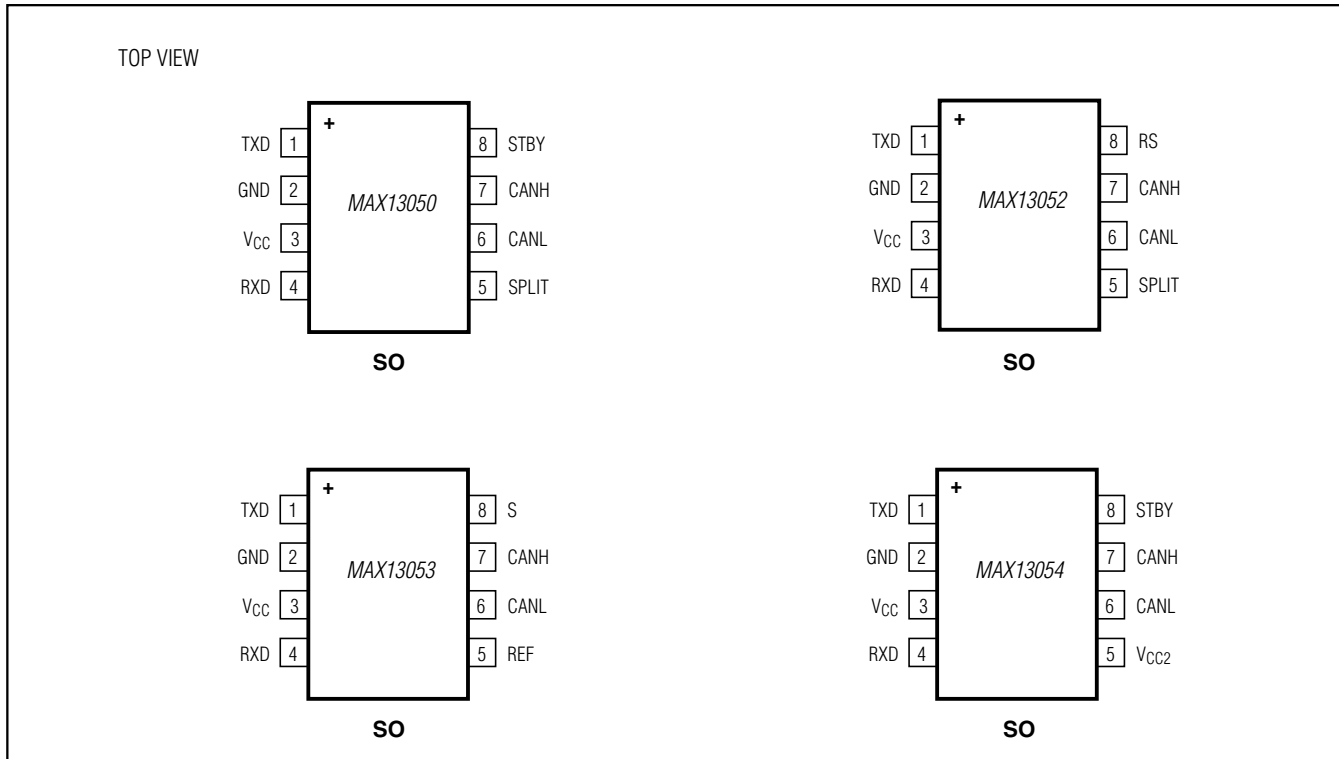 TOP VIEW
+
TXD 1 8 STBY
GND 2 7 CANH
MAX13050
VCC 3 6 CANL
RXD 4 5 SPLIT
SO
+
TXD 1 8 RS
GND 2 7 CANH
MAX13052
VCC 3 6 CANL
RXD 4 5 SPLIT
SO
+
TXD 1 8 S
GND 2 7 CANH
MAX13053
VCC 3 6 CANL
RXD 4 5 REF
SO
+
TXD 1 8 STBY
GND 2 7 CANH
MAX13054
VCC 3 6 CANL
RXD 4 5 VCC2
SO